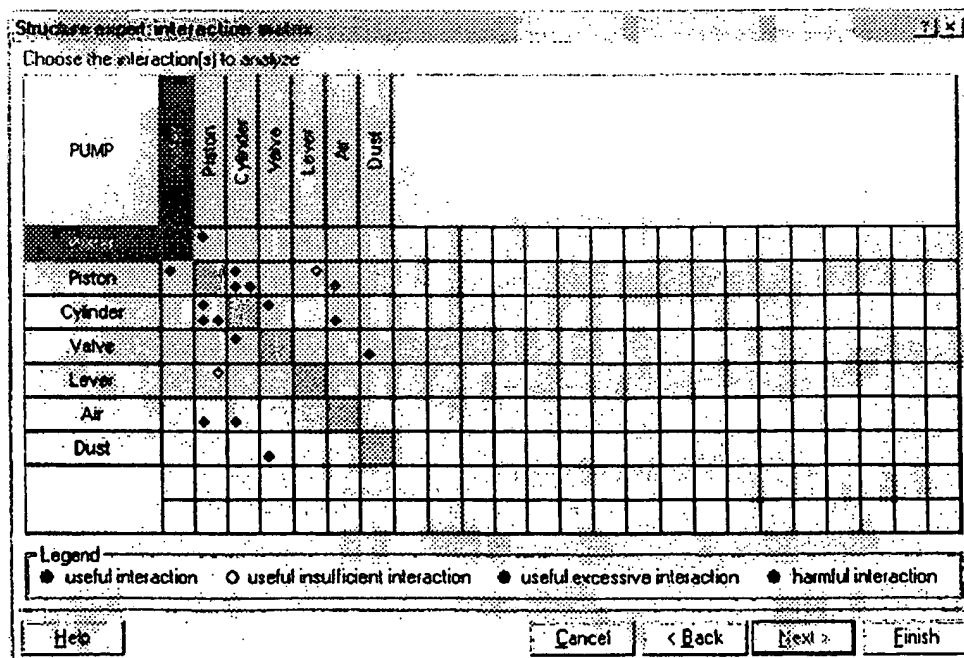 Structure expert: interaction matrix
Choose the interaction(s) to analyze
PUMP
Piston
Cylinder
Valve
Lever
Air
Dust
Piston
Cylinder
Valve
Lever
Air
Dust
Legend
useful interaction
useful insufficient interaction
useful excessive interaction
harmful interaction
Help
Cancel
< Back
Next >
Finish